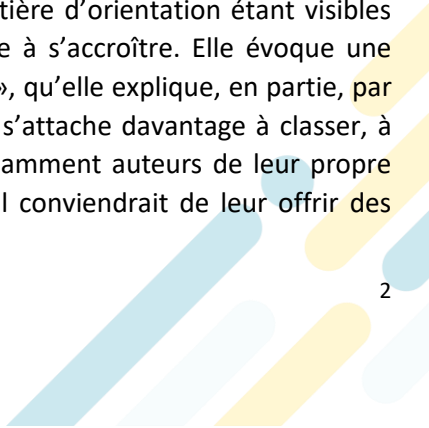 tière d’orientation étant visibles
e à s’accroître. Elle évoque une
», qu’elle explique, en partie, par
s’attache davantage à classer, à
amment auteurs de leur propre
l conviendrait de leur offrir des
2